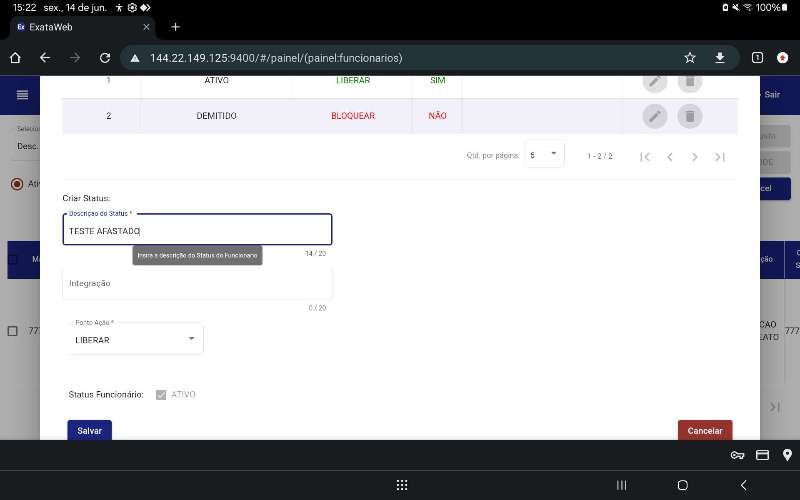 15:22 sex., 14 de jun.
100%
Ex ExataWeb
144.22.149.125:9400/#/painel/(painel:funcionarios)
1
Sair
1 ATIVO LIBERAR SIM
2 DEMITIDO BLOQUEAR NÃO
Desc.
Qtd. por página: 5 1 - 2 / 2
Criar Status:
Descrição do Status *
TESTE AFASTADO
14 / 20
Insira a descrição do Status do Funcionario
Integração
0 / 20
Ponto Ação *
LIBERAR
Status Funcionário: ATIVO
Salvar
Cancelar